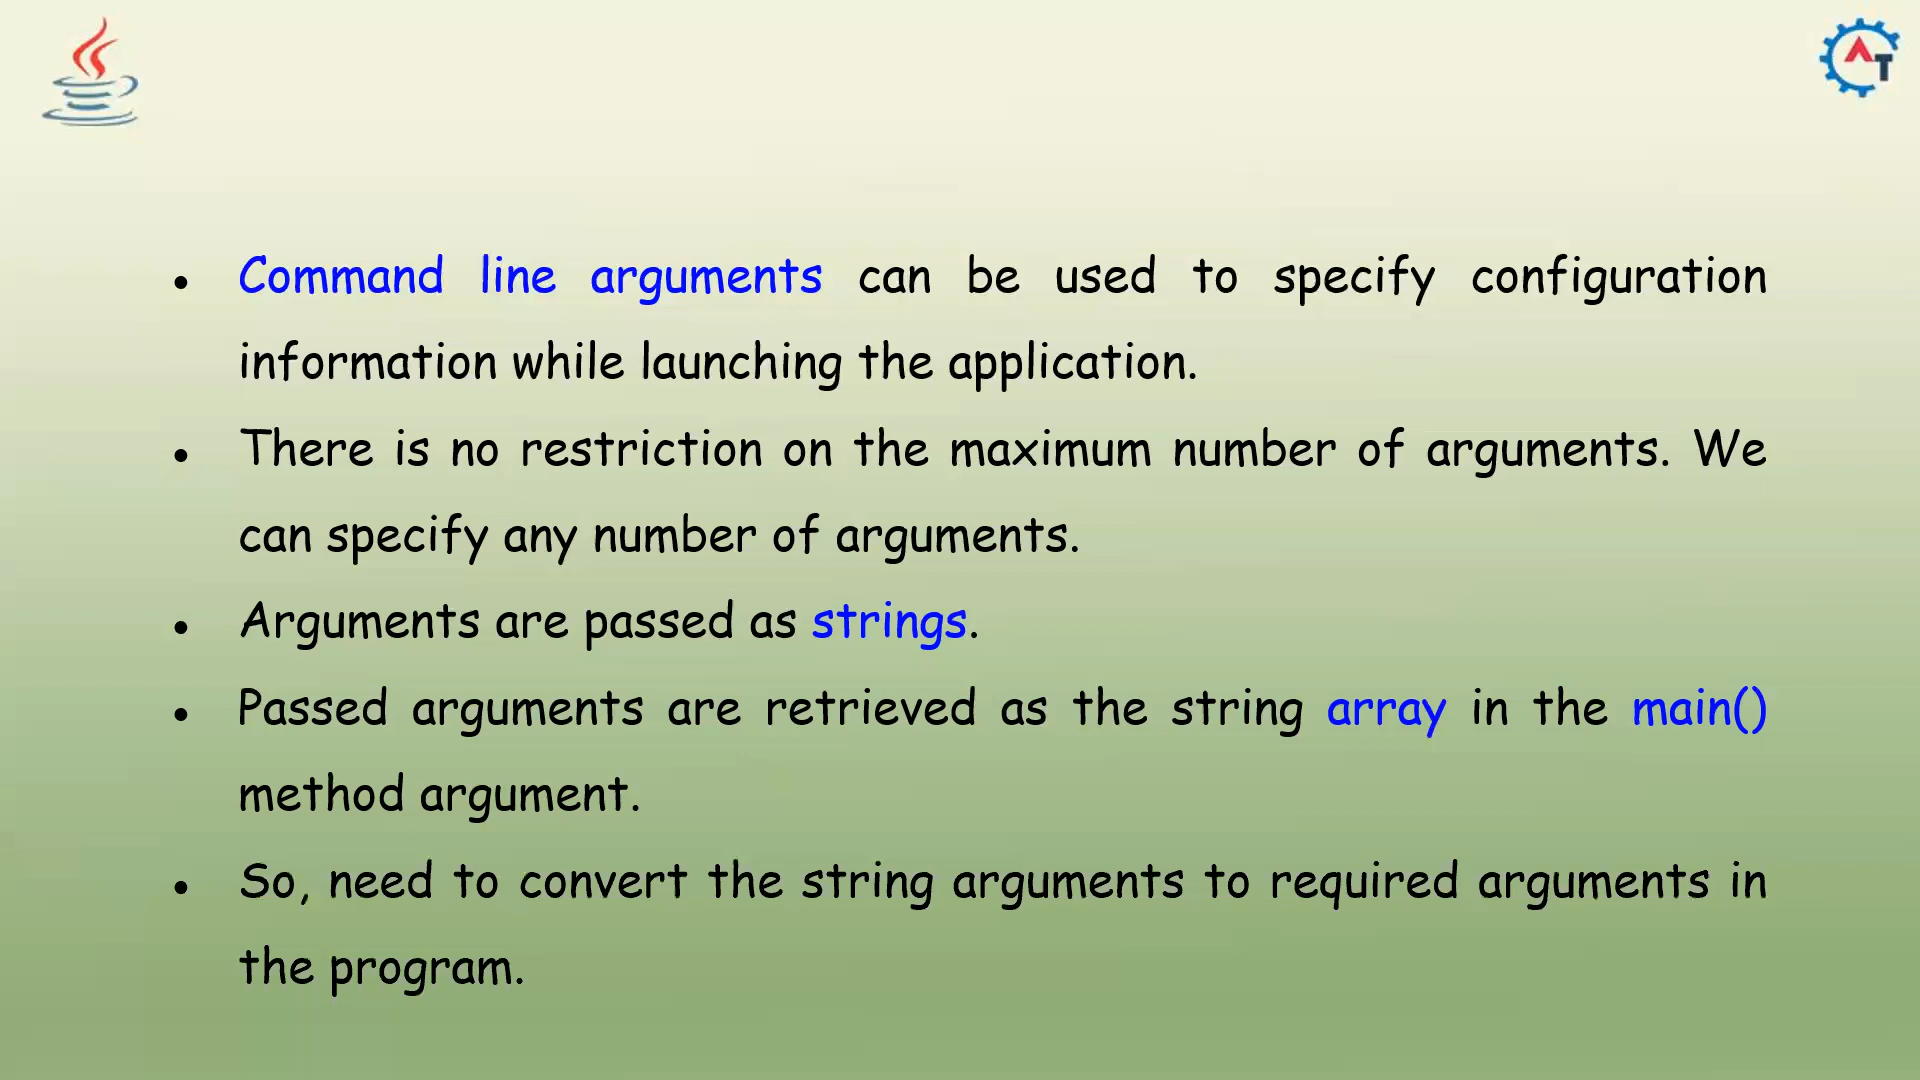 AT
● Command line arguments can be used to specify configuration
information while launching the application.
● There is no restriction on the maximum number of arguments. We
can specify any number of arguments.
● Arguments are passed as strings.
● Passed arguments are retrieved as the string array in the main()
method argument.
● So, need to convert the string arguments to required arguments in
the program.